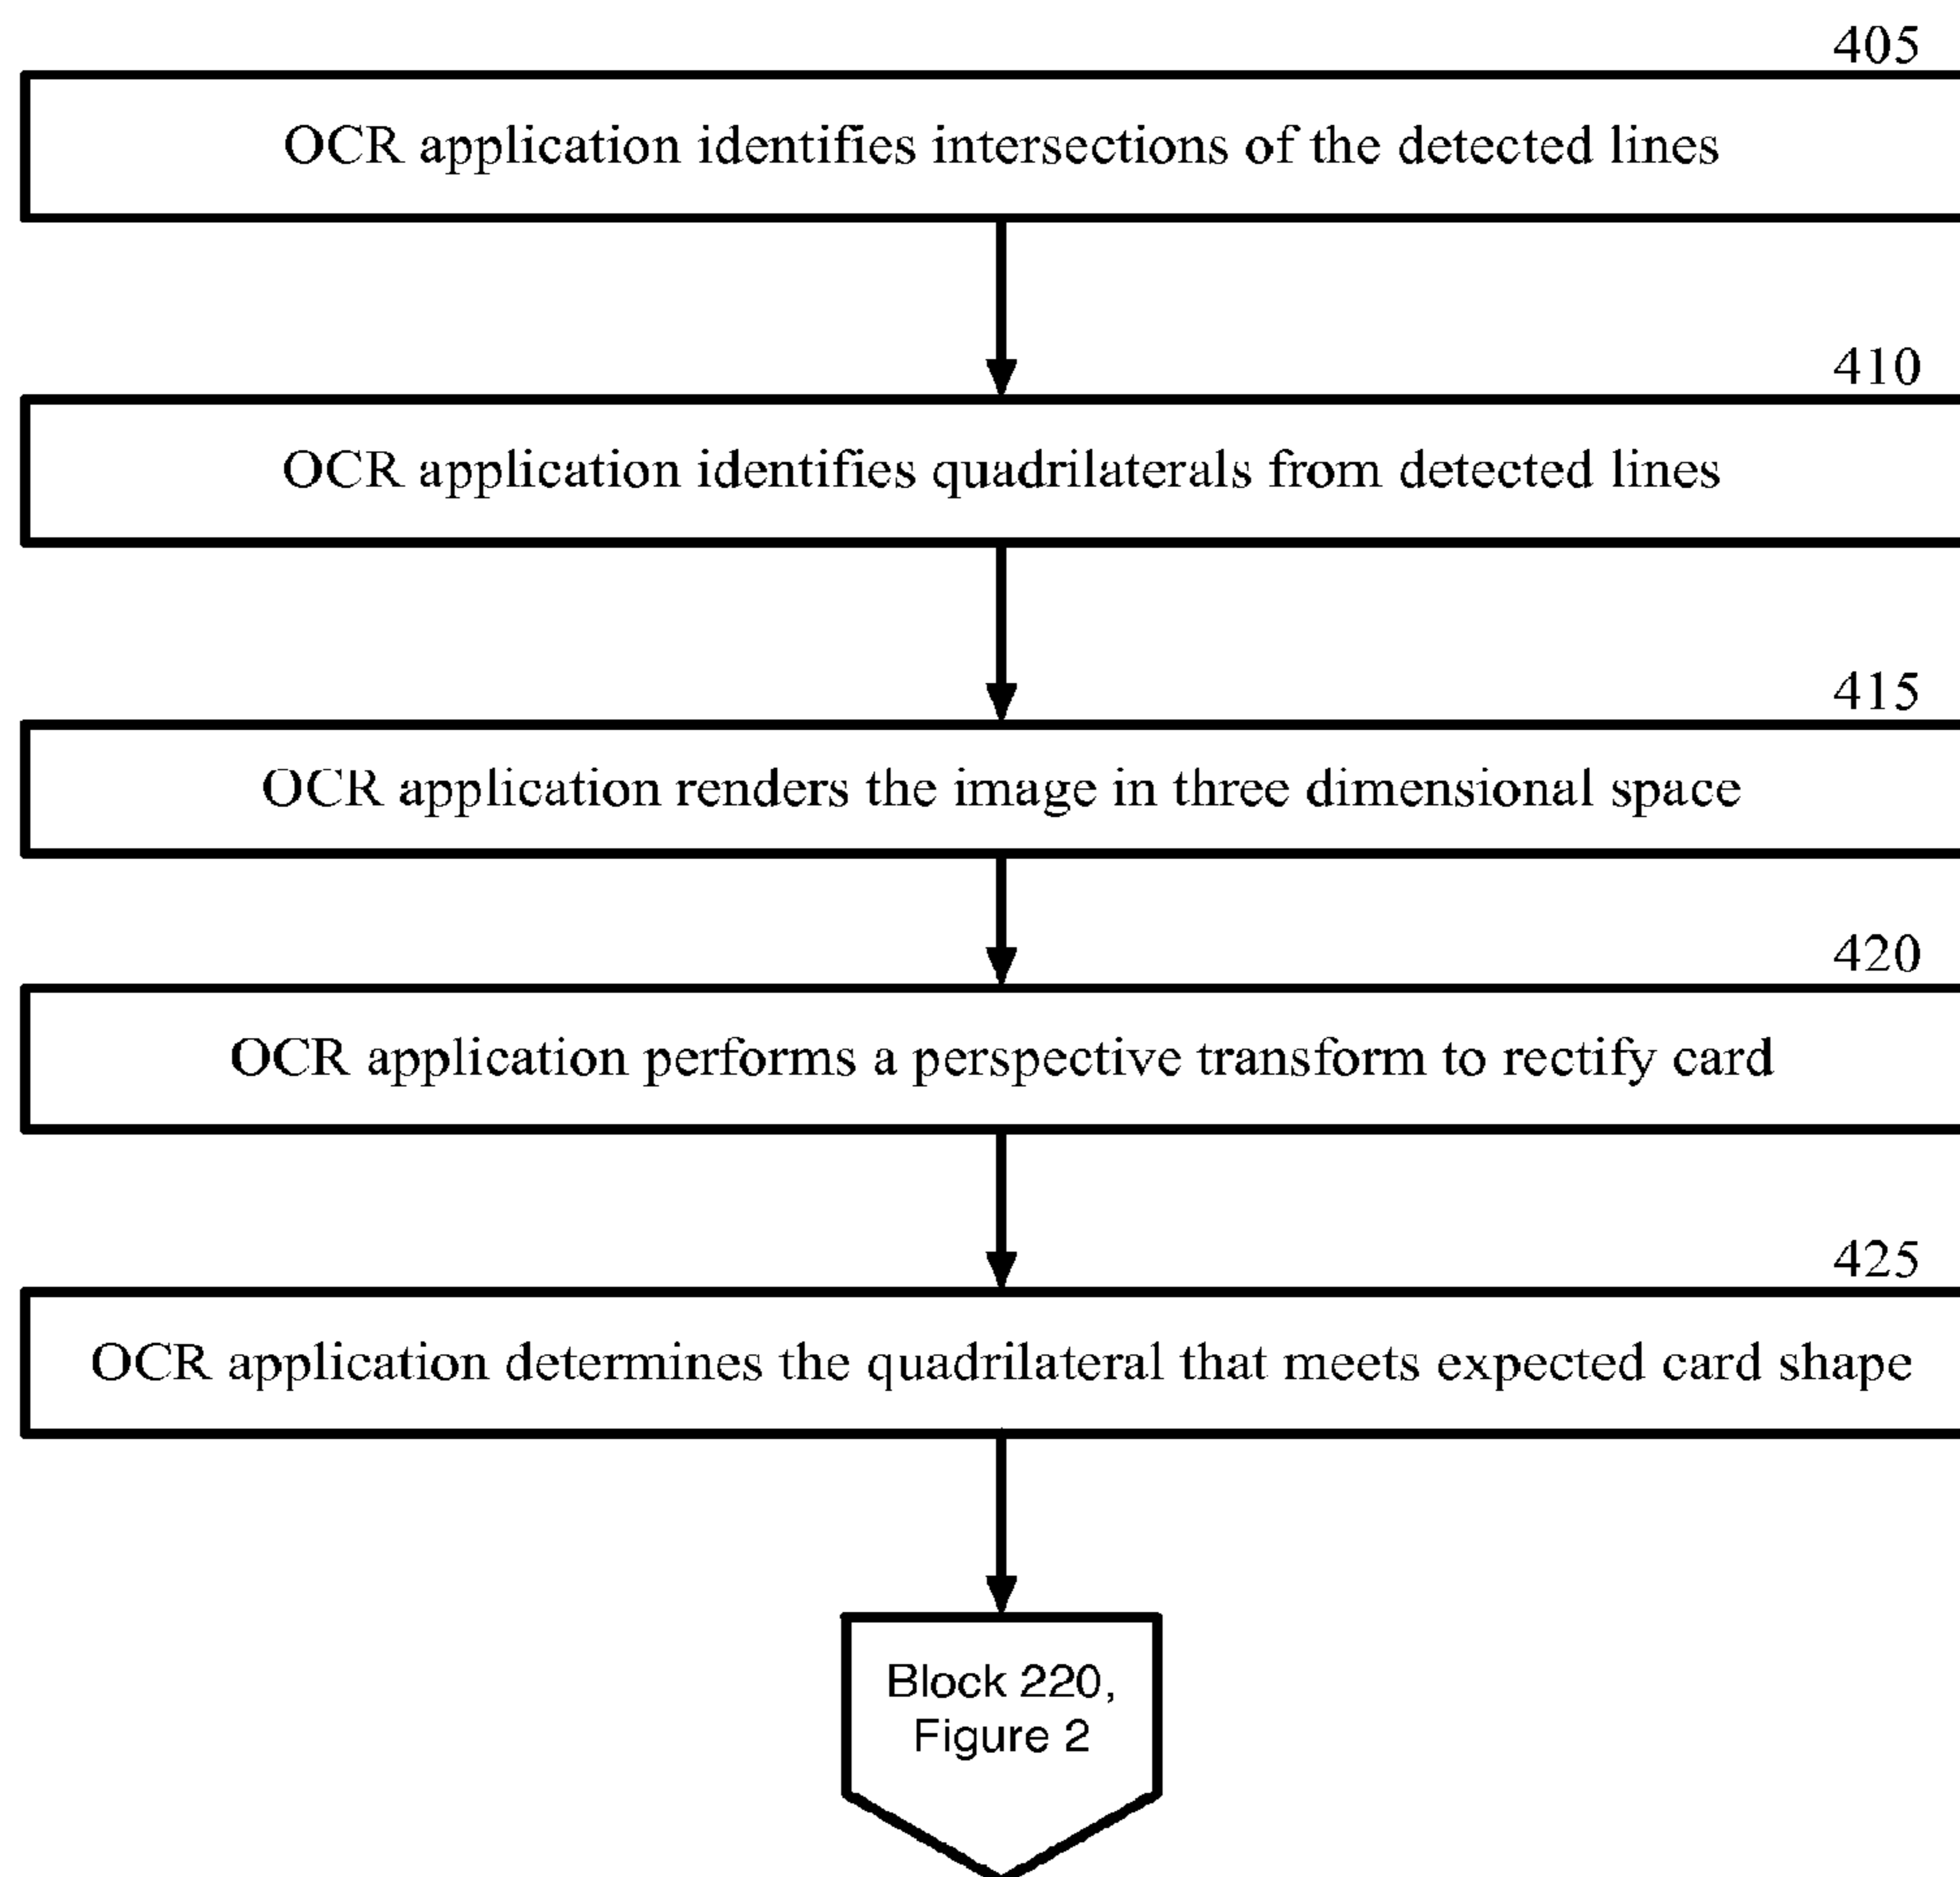 405
OCR application identifies intersections of the detected lines
410
OCR application identifies quadrilaterals from detected lines
415
OCR application renders the image in three dimensional space
420
OCR application performs a perspective transform to rectify card
425
OCR application determines the quadrilateral that meets expected card shape
Block 220,
Figure 2